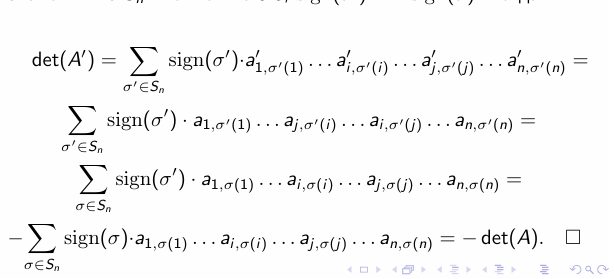 det(A′) = ∑_{σ′∈S_n} sign(σ′)·a′_{1,σ′(1)} … a′_{i,σ′(i)} … a′_{j,σ′(j)} … a′_{n,σ′(n)} =
∑_{σ′∈S_n} sign(σ′) · a_{1,σ′(1)} … a_{j,σ′(i)} … a_{i,σ′(j)} … a_{n,σ′(n)} =
∑_{σ∈S_n} sign(σ′) · a_{1,σ(1)} … a_{i,σ(i)} … a_{j,σ(j)} … a_{n,σ(n)} =
− ∑_{σ∈S_n} sign(σ)·a_{1,σ(1)} … a_{i,σ(i)} … a_{j,σ(j)} … a_{n,σ(n)} = − det(A). □